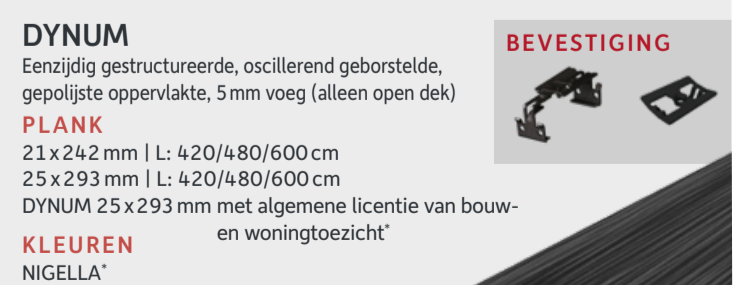 DYNUM
Eenzijdig gestructureerde, oscillerend geborstelde,
gepolijste oppervlakte, 5 mm voeg (alleen open dek)
PLANK
21 x 242 mm | L: 420/480/600 cm
25 x 293 mm | L: 420/480/600 cm
DYNUM 25 x 293 mm met algemene licentie van bouw-
en woningtoezicht*
KLEUREN
NIGELLA*
BEVESTIGING